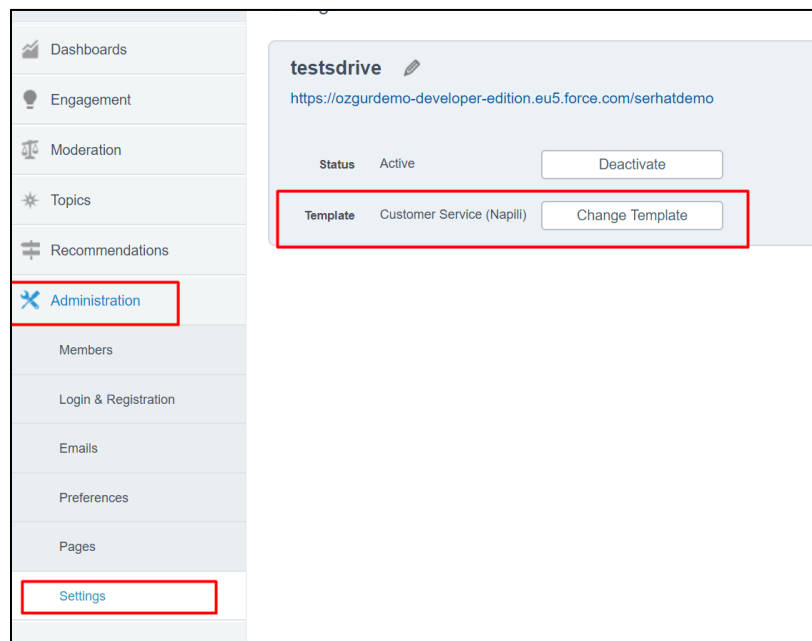 Dashboards
Engagement
Moderation
Topics
Recommendations
Administration
Members
Login & Registration
Emails
Preferences
Pages
Settings
testsdrive
https://ozgurdemo-developer-edition.eu5.force.com/serhatdemo
Status Active Deactivate
Template Customer Service (Napili) Change Template